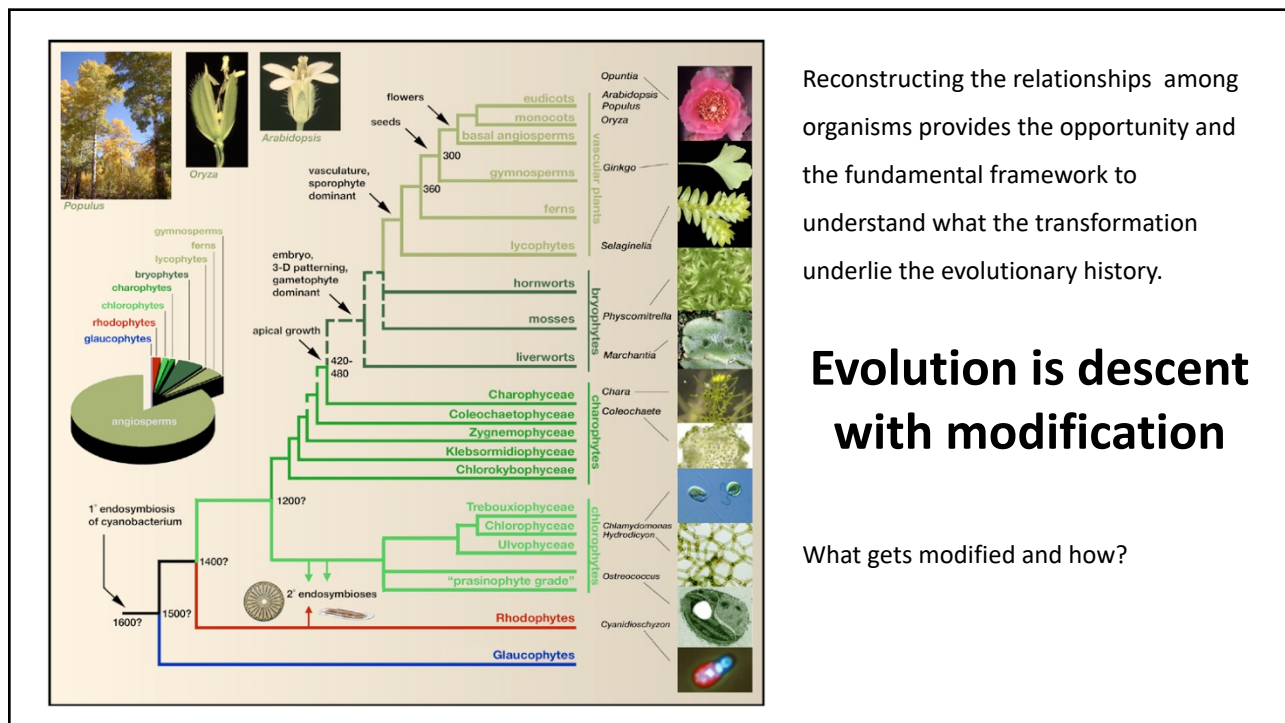 Populus
Oryza
Arabidopsis
gymnosperms
ferns
lycophytes
bryophytes
charophytes
chlorophytes
rhodophytes
glaucophytes
angiosperms
flowers
seeds
vasculature,
sporophyte
dominant
embryo,
3-D patterning,
gametophyte
dominant
apical growth
1° endosymbiosis
of cyanobacterium
300
360
420-
480
1200?
1400?
1500?
1600?
2° endosymbioses
eudicots
monocots
basal angiosperms
gymnosperms
ferns
lycophytes
vascular plants
hornworts
mosses
liverworts
bryophytes
Charophyceae
Coleochaetophyceae
Zygnemophyceae
Klebsormidiophyceae
Chlorokybophyceae
charophytes
Trebouxiophyceae
Chlorophyceae
Ulvophyceae
"prasinophyte grade"
chlorophytes
Rhodophytes
Glaucophytes
Opuntia
Arabidopsis
Populus
Oryza
Ginkgo
Selaginella
Physcomitrella
Marchantia
Chara
Coleochaete
Chlamydomonas
Hydrodicyon
Ostreococcus
Cyanidioschyzon
Reconstructing the relationships among
organisms provides the opportunity and
the fundamental framework to
understand what the transformation
underlie the evolutionary history.
Evolution is descent
with modification
What gets modified and how?